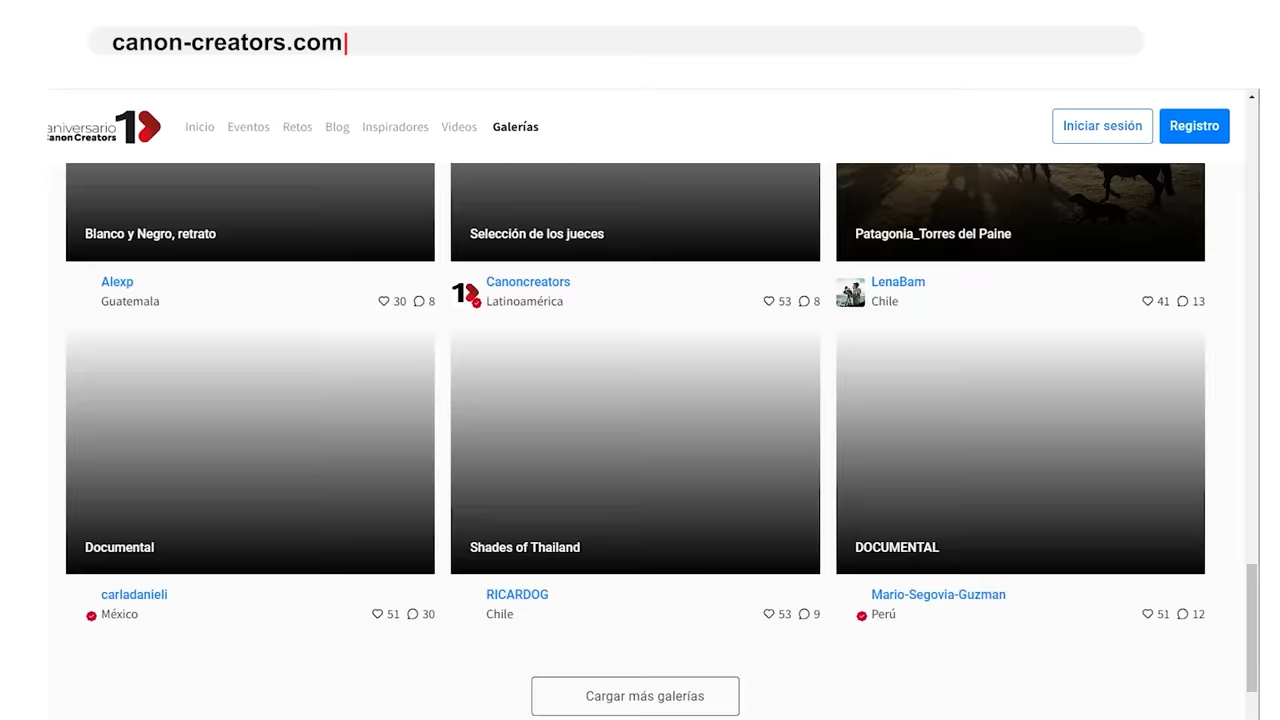 canon-creators.com
aniversario
anon Creators
10
Inicio Eventos Retos Blog Inspiradores Videos Galerías
Iniciar sesión Registro
Blanco y Negro, retrato
Selección de los jueces
Patagonia_Torres del Paine
Alexp
Guatemala
30 8
Canoncreators
Latinoamérica
53 8
LenaBam
Chile
41 13
Documental
Shades of Thailand
DOCUMENTAL
carladanieli
México
51 30
RICARDOG
Chile
53 9
Mario-Segovia-Guzman
Perú
51 12
Cargar más galerías